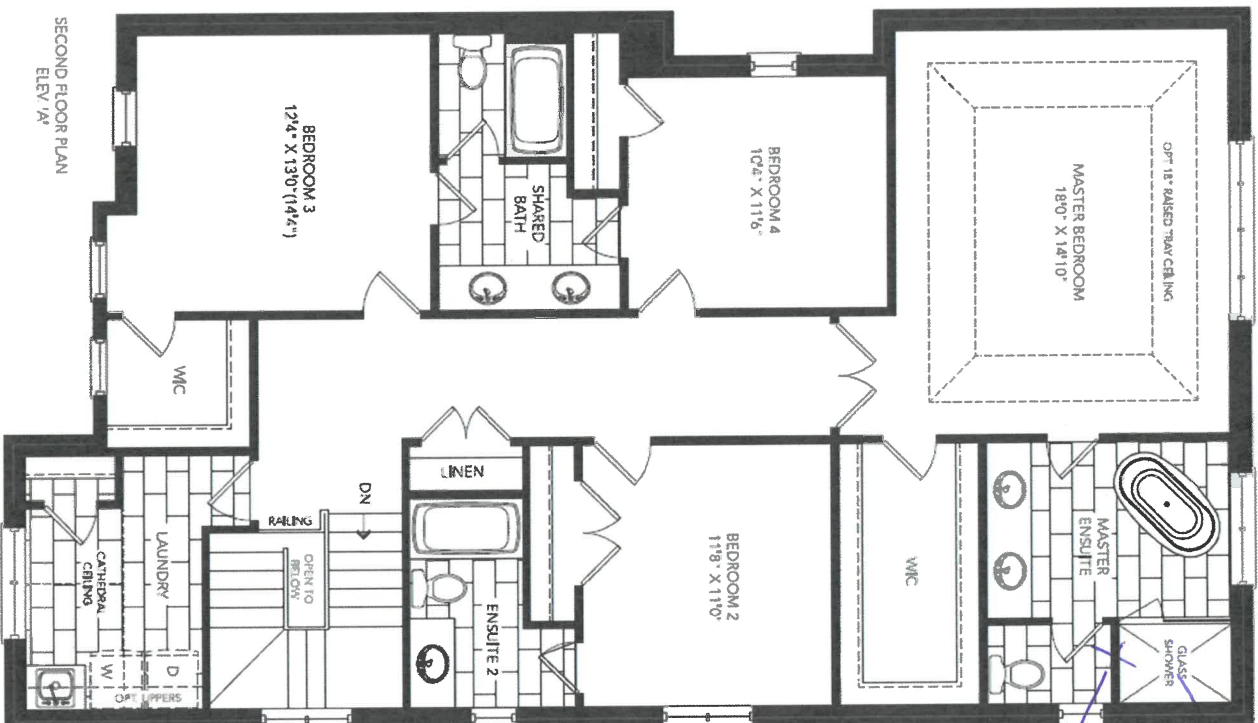 OPT. 18" RAISED TRAY CEILING
MASTER BEDROOM
18'0" X 14'10"
MASTER
ENSUITE
GLASS
SHOWER
WIC
BEDROOM 4
10'4" X 11'6"
BEDROOM 2
11'8" X 11'0"
SHARED
BATH
LINEN
ENSUITE 2
BEDROOM 3
12'4" X 13'0"(14'4")
DN
RAILING
OPEN TO
BELOW
WIC
LAUNDRY
CATHEDRAL
CEILING
W
D
OPT. UPPERS
SECOND FLOOR PLAN
ELEV. 'A'